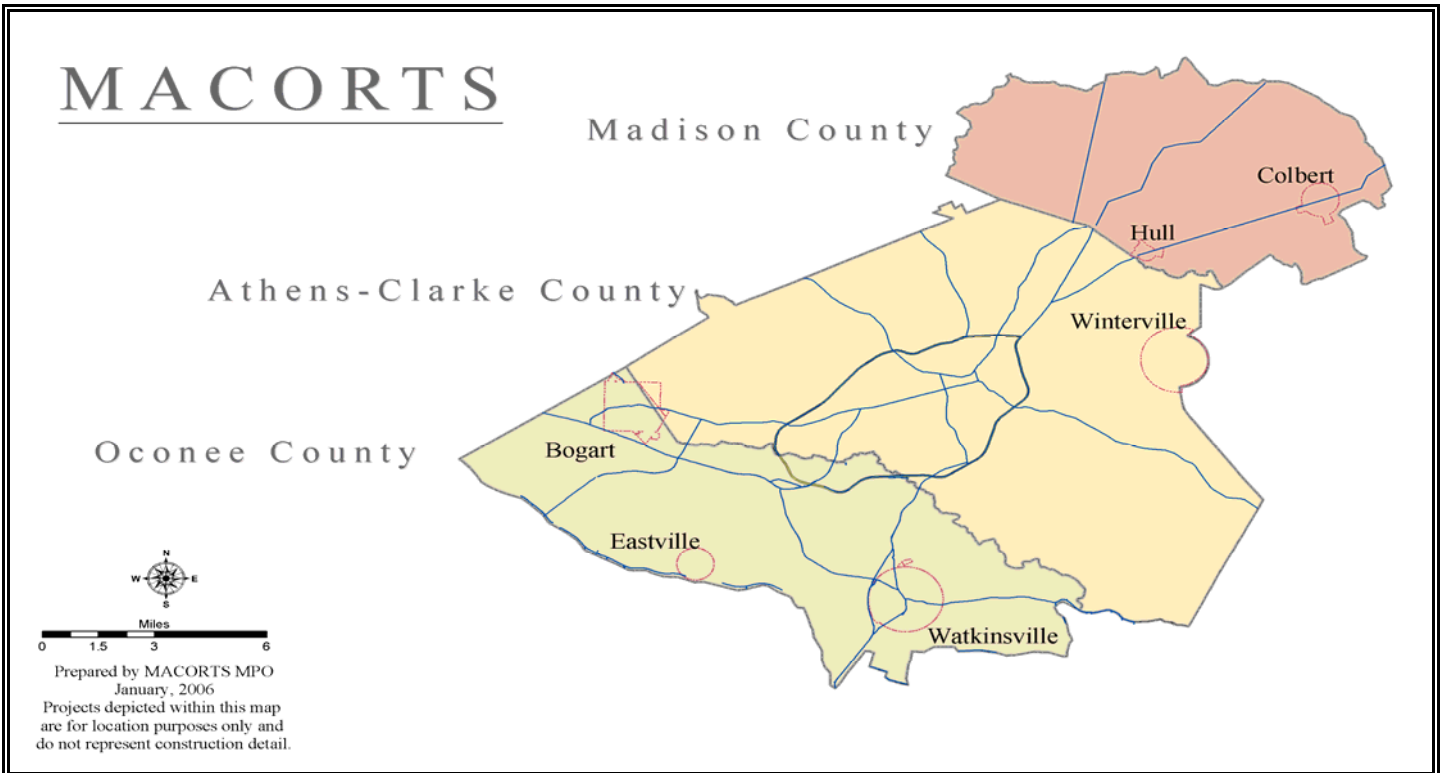 MACORTS
Madison County
Colbert
Hull
Athens-Clarke County
Winterville
Oconee County
Bogart
Eastville
Watkinsville
N
W E
S
Miles
0 1.5 3 6
Prepared by MACORTS MPO
January, 2006
Projects depicted within this map
are for location purposes only and
do not represent construction detail.